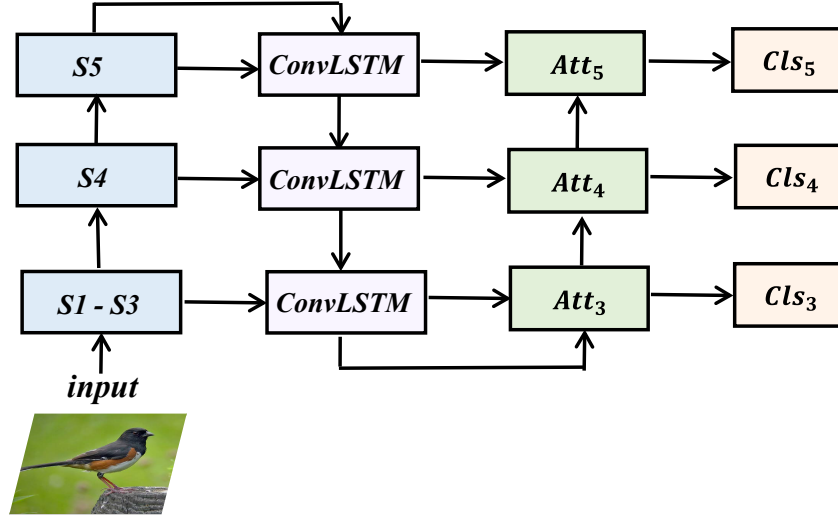 S5 ConvLSTM Att₅ Cls₅
S4 ConvLSTM Att₄ Cls₄
S1 - S3 ConvLSTM Att₃ Cls₃
input